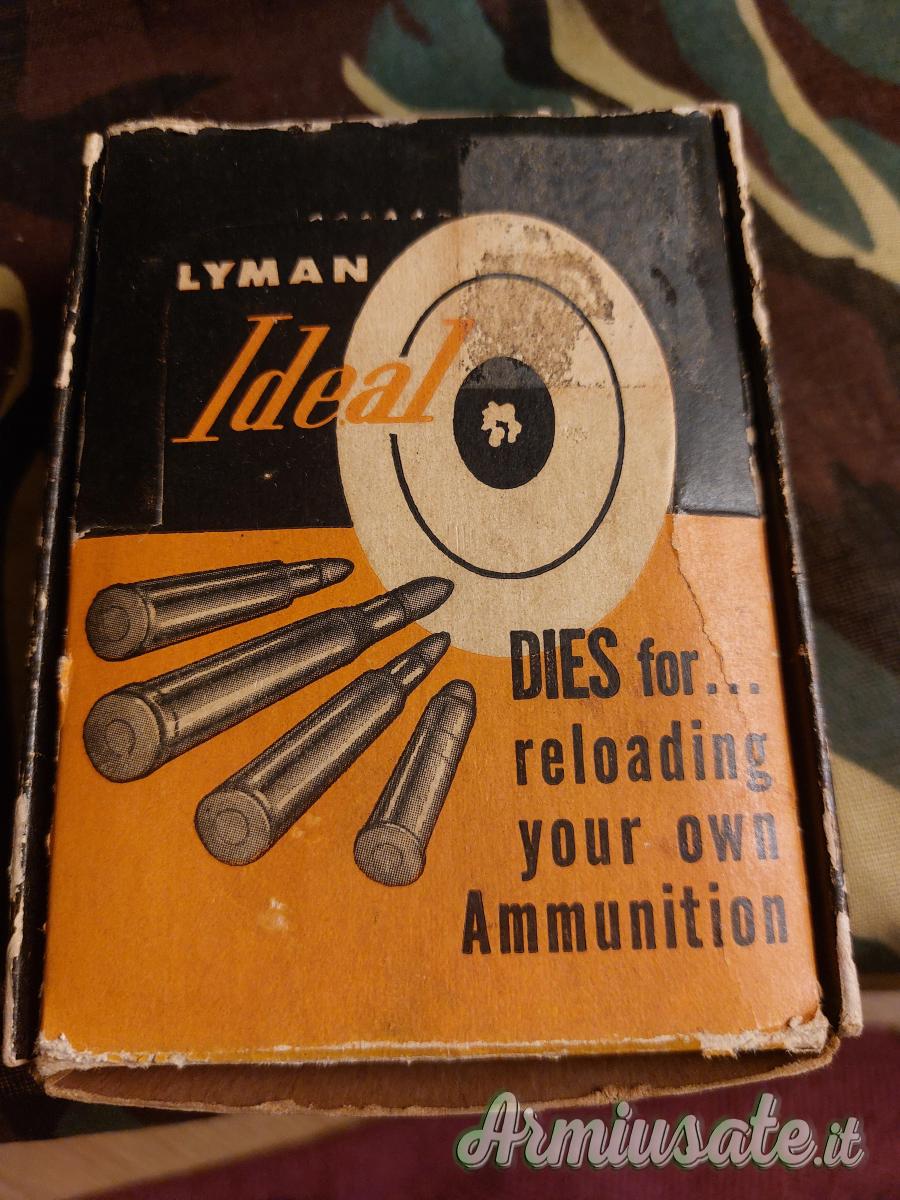 LYMAN
Ideal
DIES for...
reloading
your own
Ammunition
Armiusate.it